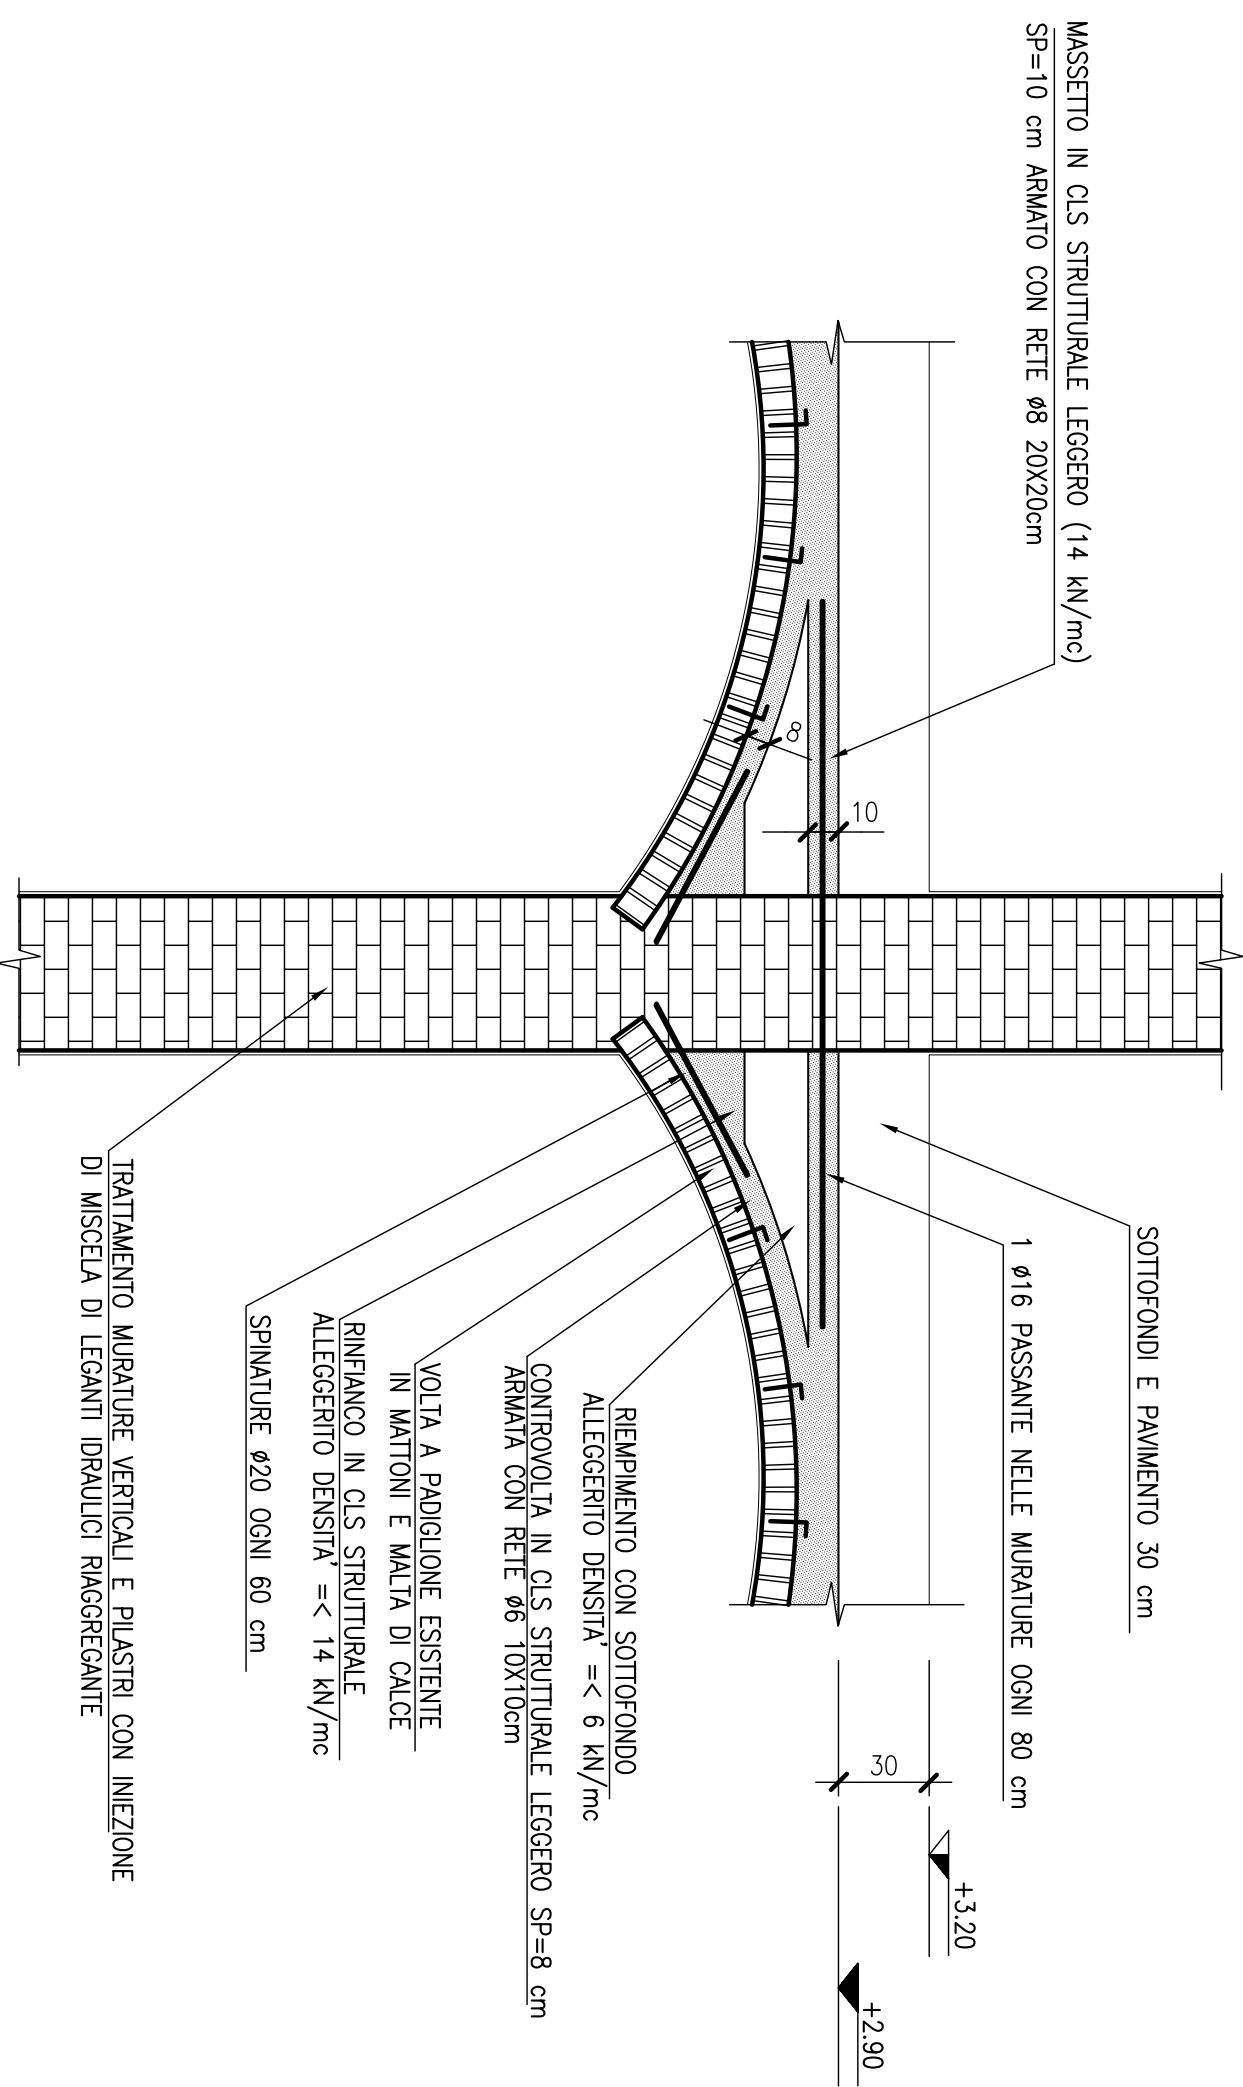 MASSETTO IN CLS STRUTTURALE LEGGERO (14 kN/mc)
SP=10 cm ARMATO CON RETE ø8 20X20cm
SOTTOFONDI E PAVIMENTO 30 cm
1 ø16 PASSANTE NELLE MURATURE OGNI 80 cm
30
+3.20
+2.90
10
8
RIEMPIMENTO CON SOTTOFONDO
ALLEGGERITO DENSITA' =< 6 kN/mc
CONTROVOLTA IN CLS STRUTTURALE LEGGERO SP=8 cm
ARMATA CON RETE ø6 10X10cm
VOLTA A PADIGLIONE ESISTENTE
IN MATTONI E MALTA DI CALCE
RINFIANCO IN CLS STRUTTURALE
ALLEGGERITO DENSITA' =< 14 kN/mc
SPINATURE ø20 OGNI 60 cm
TRATTAMENTO MURATURE VERTICALI E PILASTRI CON INIEZIONE
DI MISCELA DI LEGANTI IDRAULICI RIAGGREGANTE